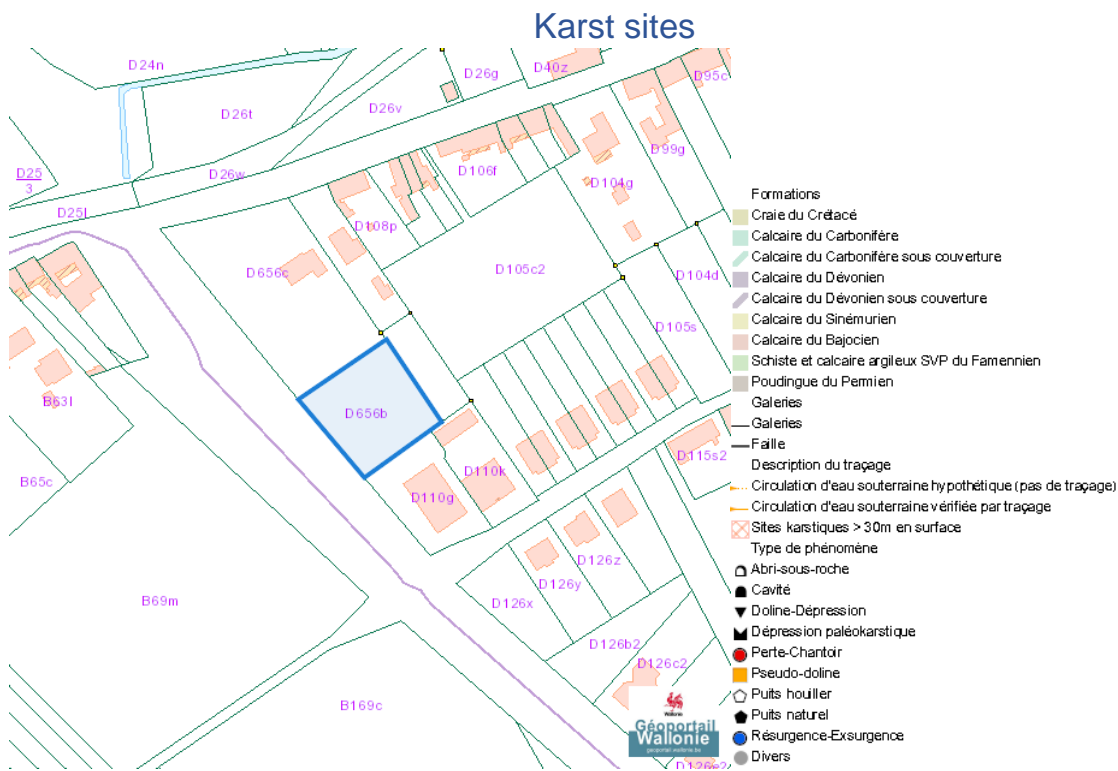 Karst sites
D24n
D26g
D40z
D95c
D26t
D26v
D99g
D106f
D25
3
D26w
D104g
D25l
D108p
D656c
D105c2
D104d
D105s
B63l
D656b
D110k
D115s2
B65c
D110g
D126z
D126y
D126x
B69m
D126b2
D126c2
B169c
D126e2
Wallonie
Géoportail
Wallonie
geoportail.wallonie.be
Formations
Craie du Crétacé
Calcaire du Carbonifère
Calcaire du Carbonifère sous couverture
Calcaire du Dévonien
Calcaire du Dévonien sous couverture
Calcaire du Sinémurien
Calcaire du Bajocien
Schiste et calcaire argileux SVP du Famennien
Poudingue du Permien
Galeries
Galeries
Faille
Description du traçage
Circulation d'eau souterraine hypothétique (pas de traçage)
Circulation d'eau souterraine vérifiée par traçage
Sites karstiques > 30m en surface
Type de phénomène
Abri-sous-roche
Cavité
Doline-Dépression
Dépression paléokarstique
Perte-Chantoir
Pseudo-doline
Puits houiller
Puits naturel
Résurgence-Exsurgence
Divers